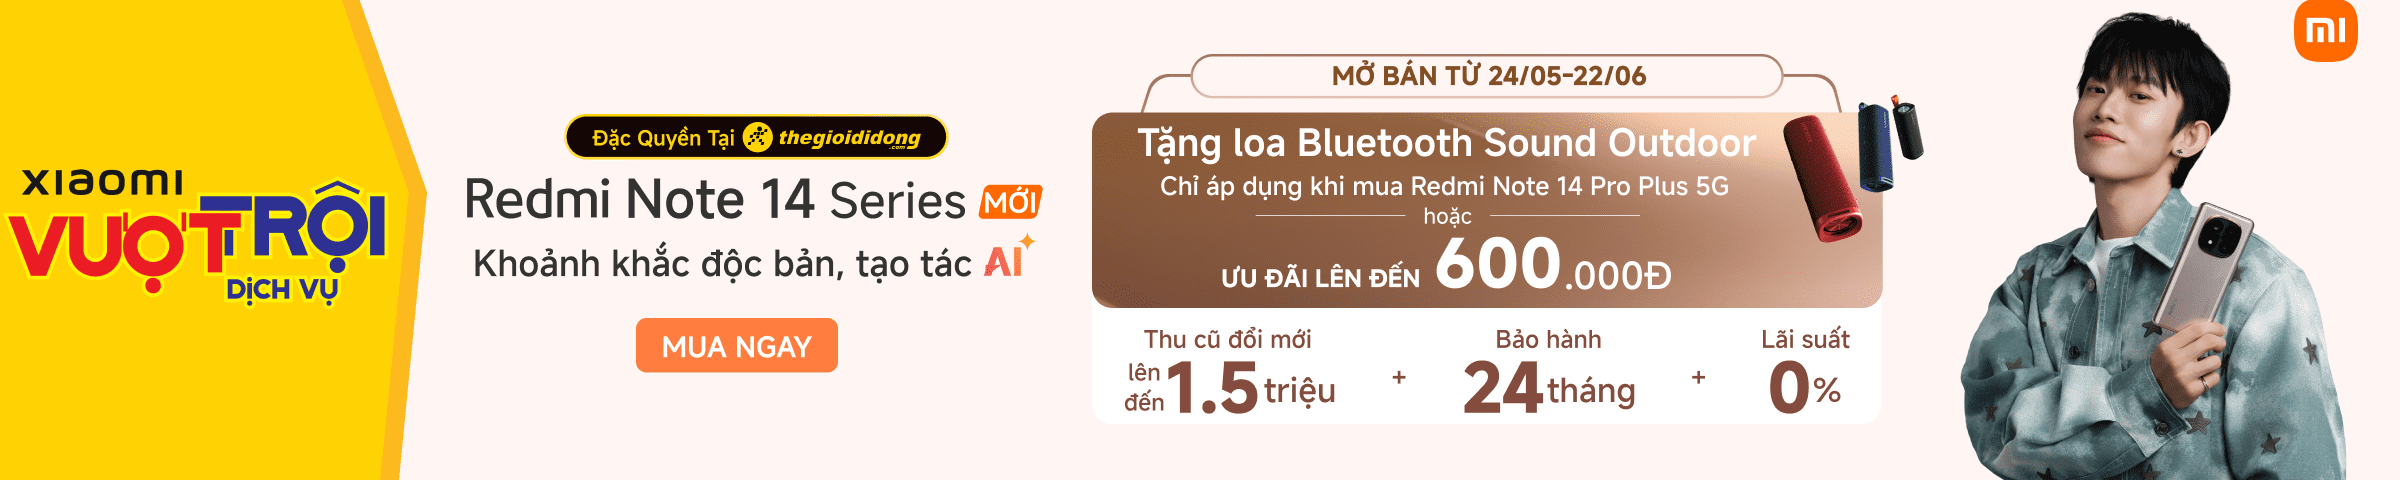 xiaomi
VƯỢT TRỘI
DỊCH VỤ
Đặc Quyền Tại thegioididong.com
Redmi Note 14 Series MỚI
Khoảnh khắc độc bản, tạo tác AI
MUA NGAY
MỞ BÁN TỪ 24/05-22/06
Tặng loa Bluetooth Sound Outdoor
Chỉ áp dụng khi mua Redmi Note 14 Pro Plus 5G
hoặc
ƯU ĐÃI LÊN ĐẾN 600.000Đ
Thu cũ đổi mới
lên đến 1.5 triệu
+
Bảo hành
24 tháng
+
Lãi suất
0%
mi